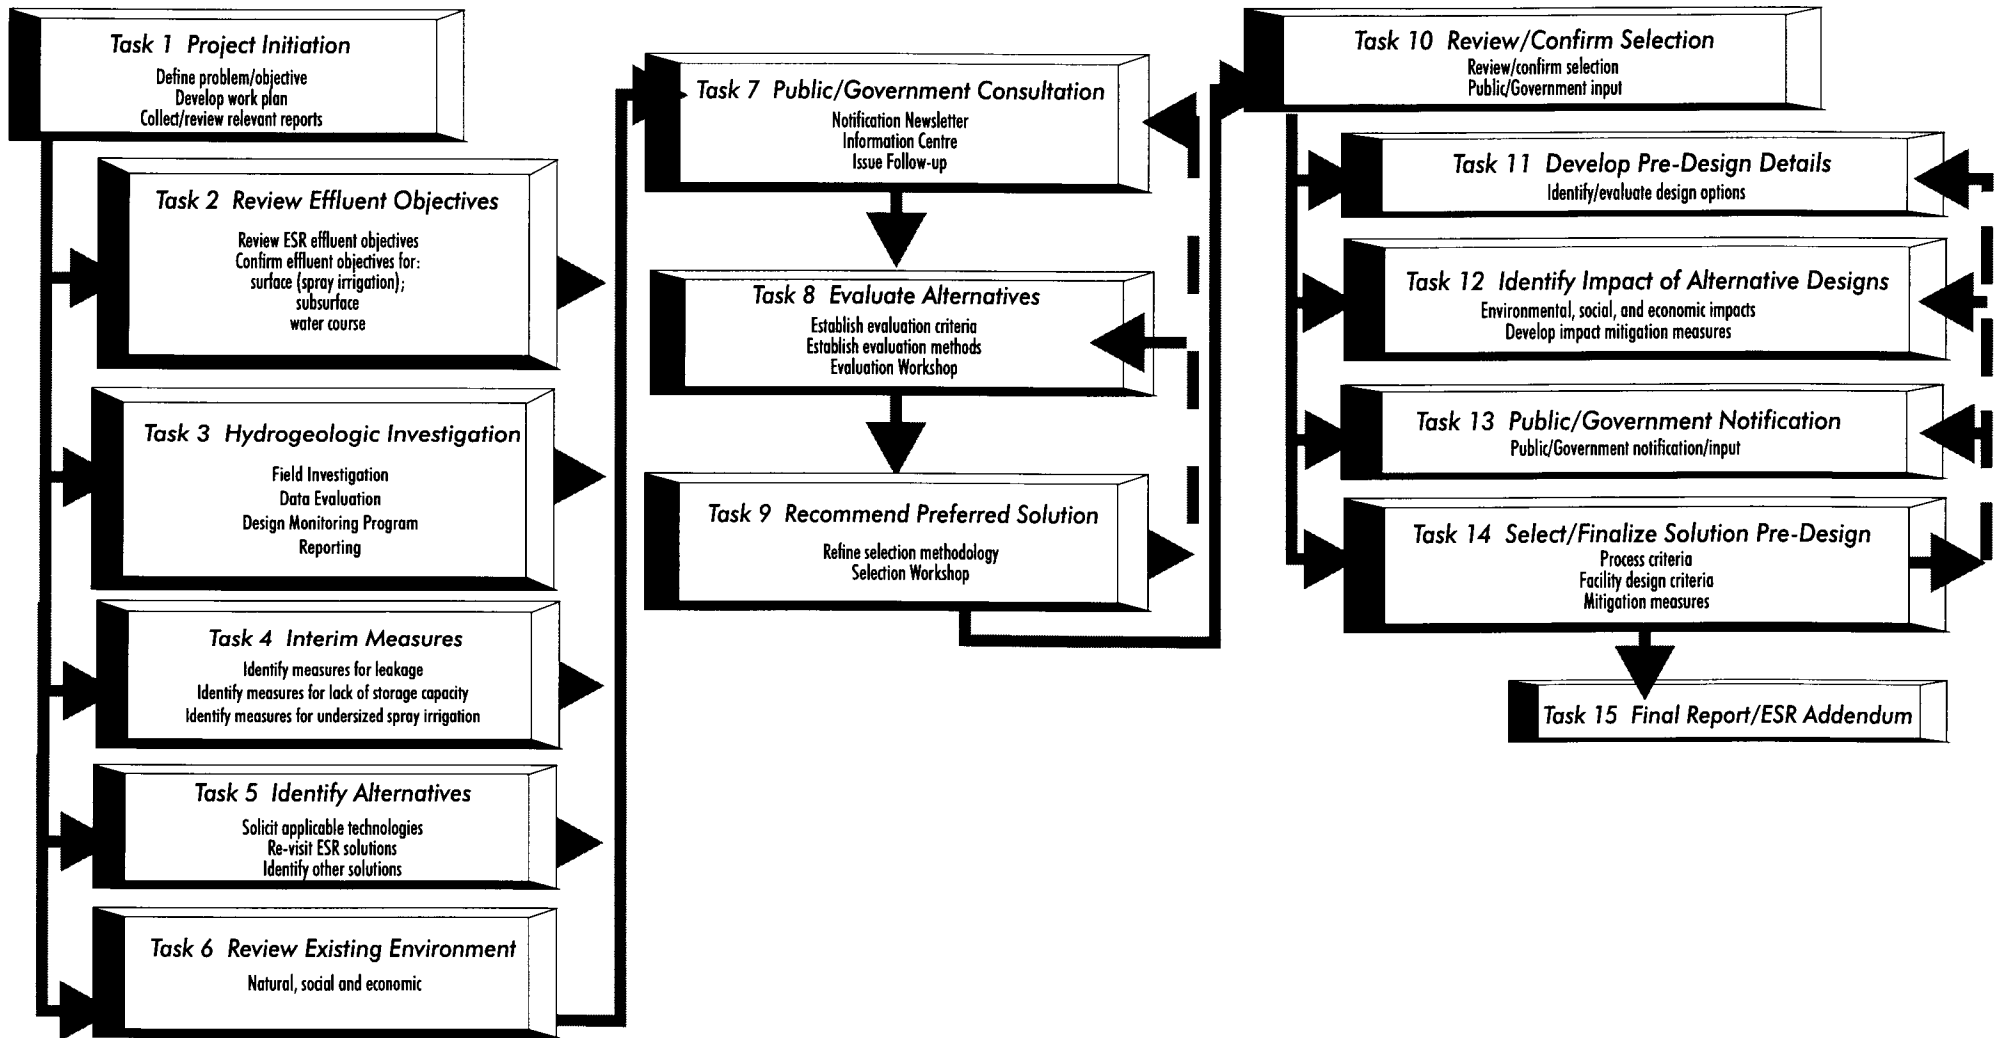 Task 1 Project Initiation
Define problem/objective
Develop work plan
Collect/review relevant reports
Task 2 Review Effluent Objectives
Review ESR effluent objectives
Confirm effluent objectives for:
surface (spray irrigation);
subsurface
water course
Task 3 Hydrogeologic Investigation
Field Investigation
Data Evaluation
Design Monitoring Program
Reporting
Task 4 Interim Measures
Identify measures for leakage
Identify measures for lack of storage capacity
Identify measures for undersized spray irrigation
Task 5 Identify Alternatives
Solicit applicable technologies
Re-visit ESR solutions
Identify other solutions
Task 6 Review Existing Environment
Natural, social and economic
Task 7 Public/Government Consultation
Notification Newsletter
Information Centre
Issue Follow-up
Task 8 Evaluate Alternatives
Establish evaluation criteria
Establish evaluation methods
Evaluation Workshop
Task 9 Recommend Preferred Solution
Refine selection methodology
Selection Workshop
Task 10 Review/Confirm Selection
Review/confirm selection
Public/Government input
Task 11 Develop Pre-Design Details
Identify/evaluate design options
Task 12 Identify Impact of Alternative Designs
Environmental, social, and economic impacts
Develop impact mitigation measures
Task 13 Public/Government Notification
Public/Government notification/input
Task 14 Select/Finalize Solution Pre-Design
Process criteria
Facility design criteria
Mitigation measures
Task 15 Final Report/ESR Addendum